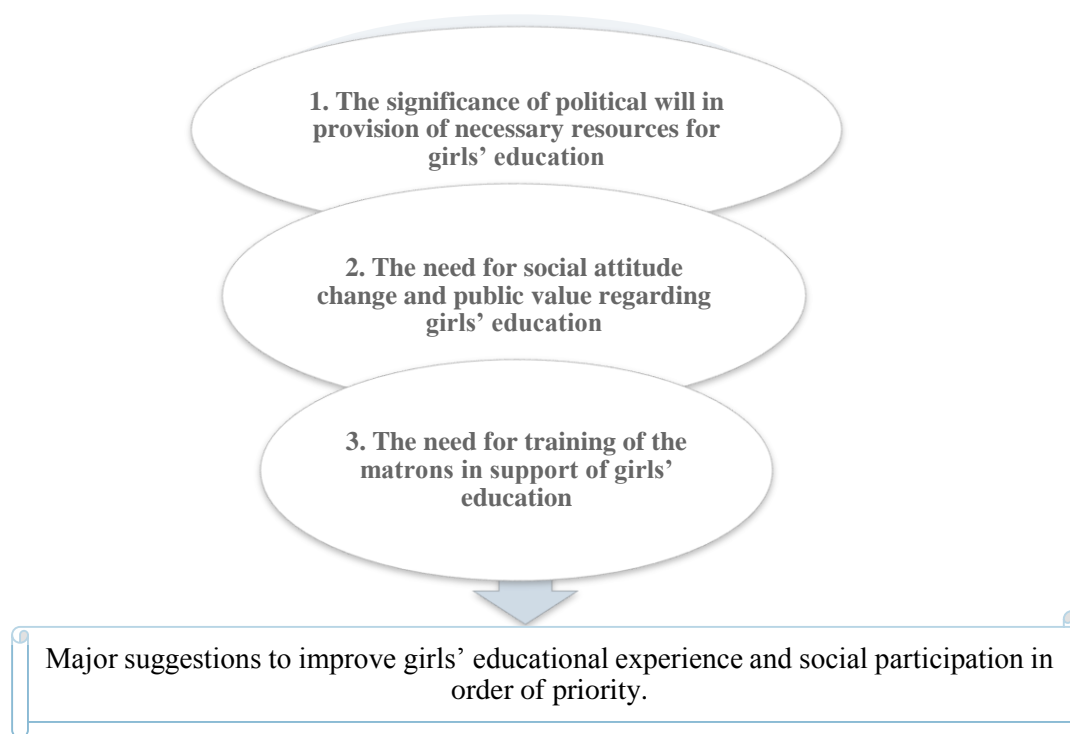 1. The significance of political will in
provision of necessary resources for
girls’ education
2. The need for social attitude
change and public value regarding
girls’ education
3. The need for training of the
matrons in support of girls’
education
Major suggestions to improve girls’ educational experience and social participation in
order of priority.